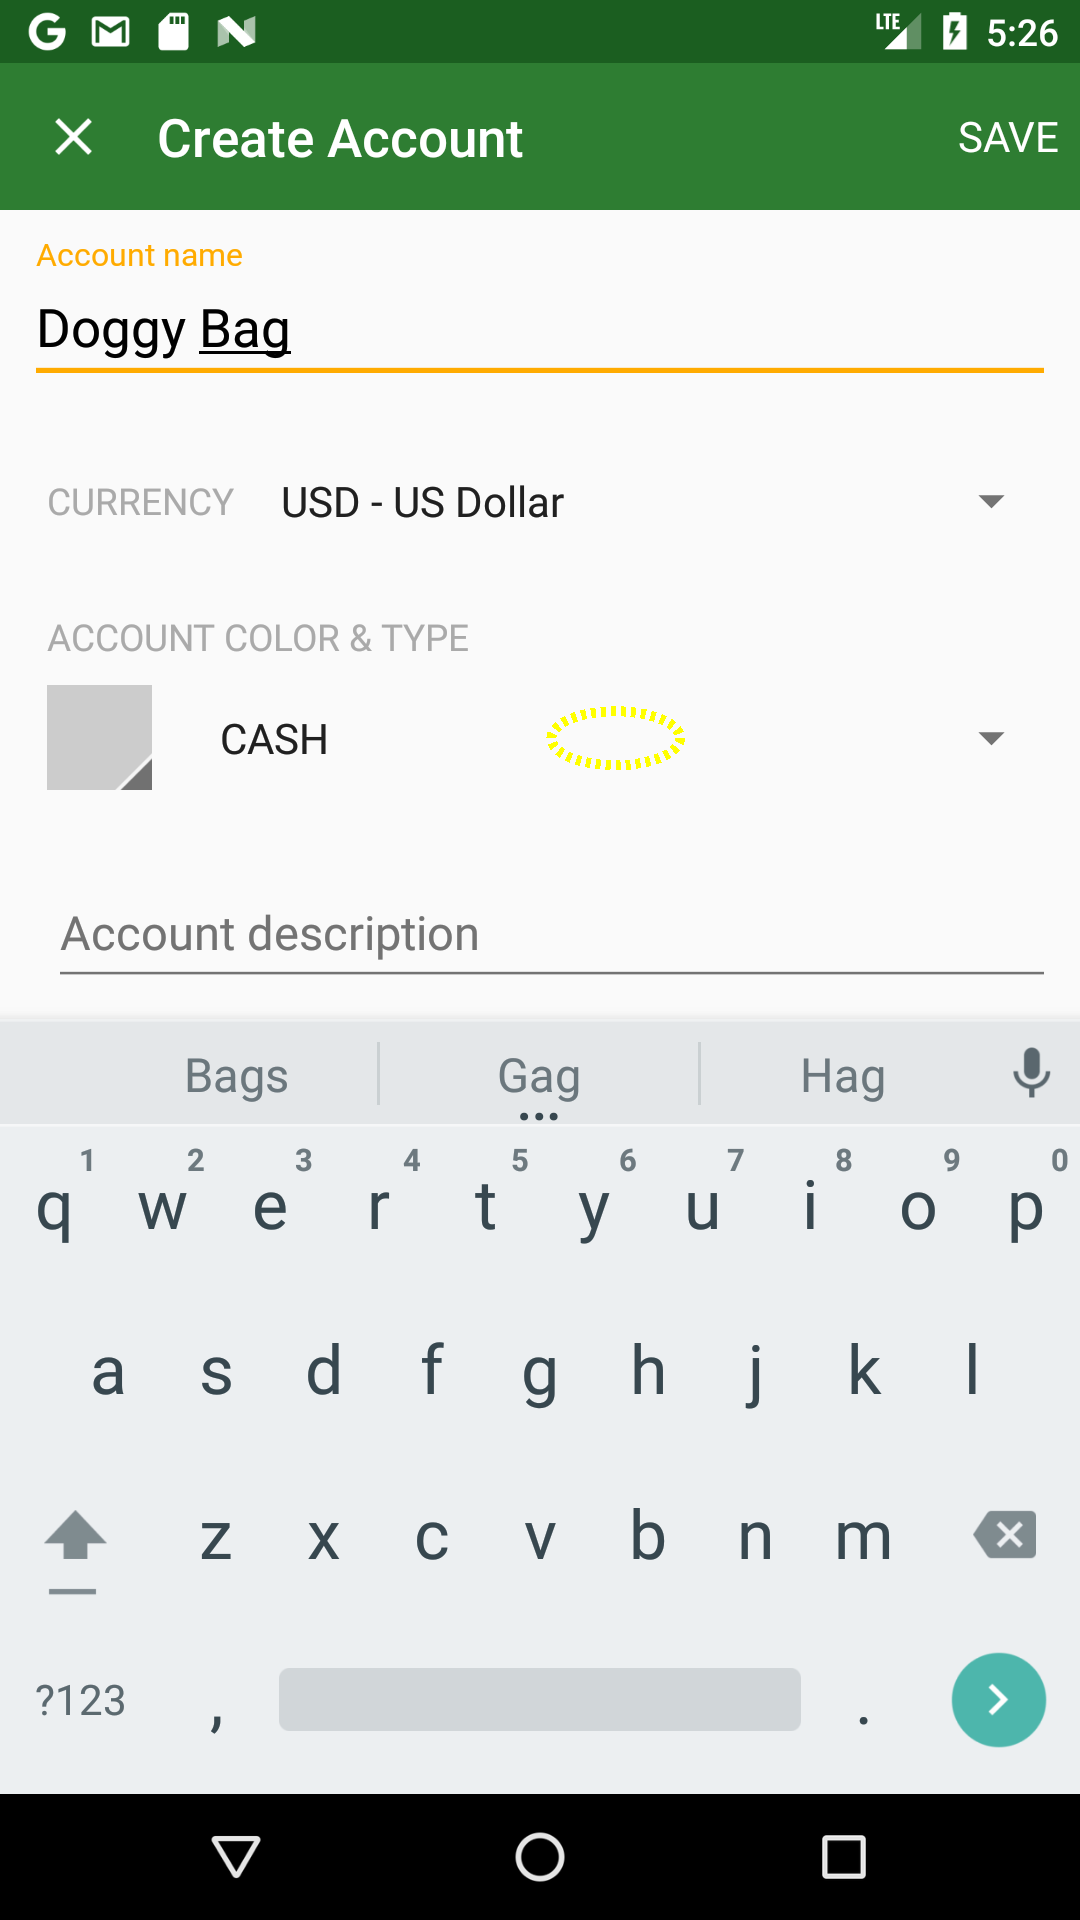 LTE 5:26
Create Account SAVE
Account name
Doggy Bag
CURRENCY USD - US Dollar
ACCOUNT COLOR & TYPE
CASH
Account description
Bags Gag Hag
1 2 3 4 5 6 7 8 9 0
q w e r t y u i o p
a s d f g h j k l
z x c v b n m
?123 , .